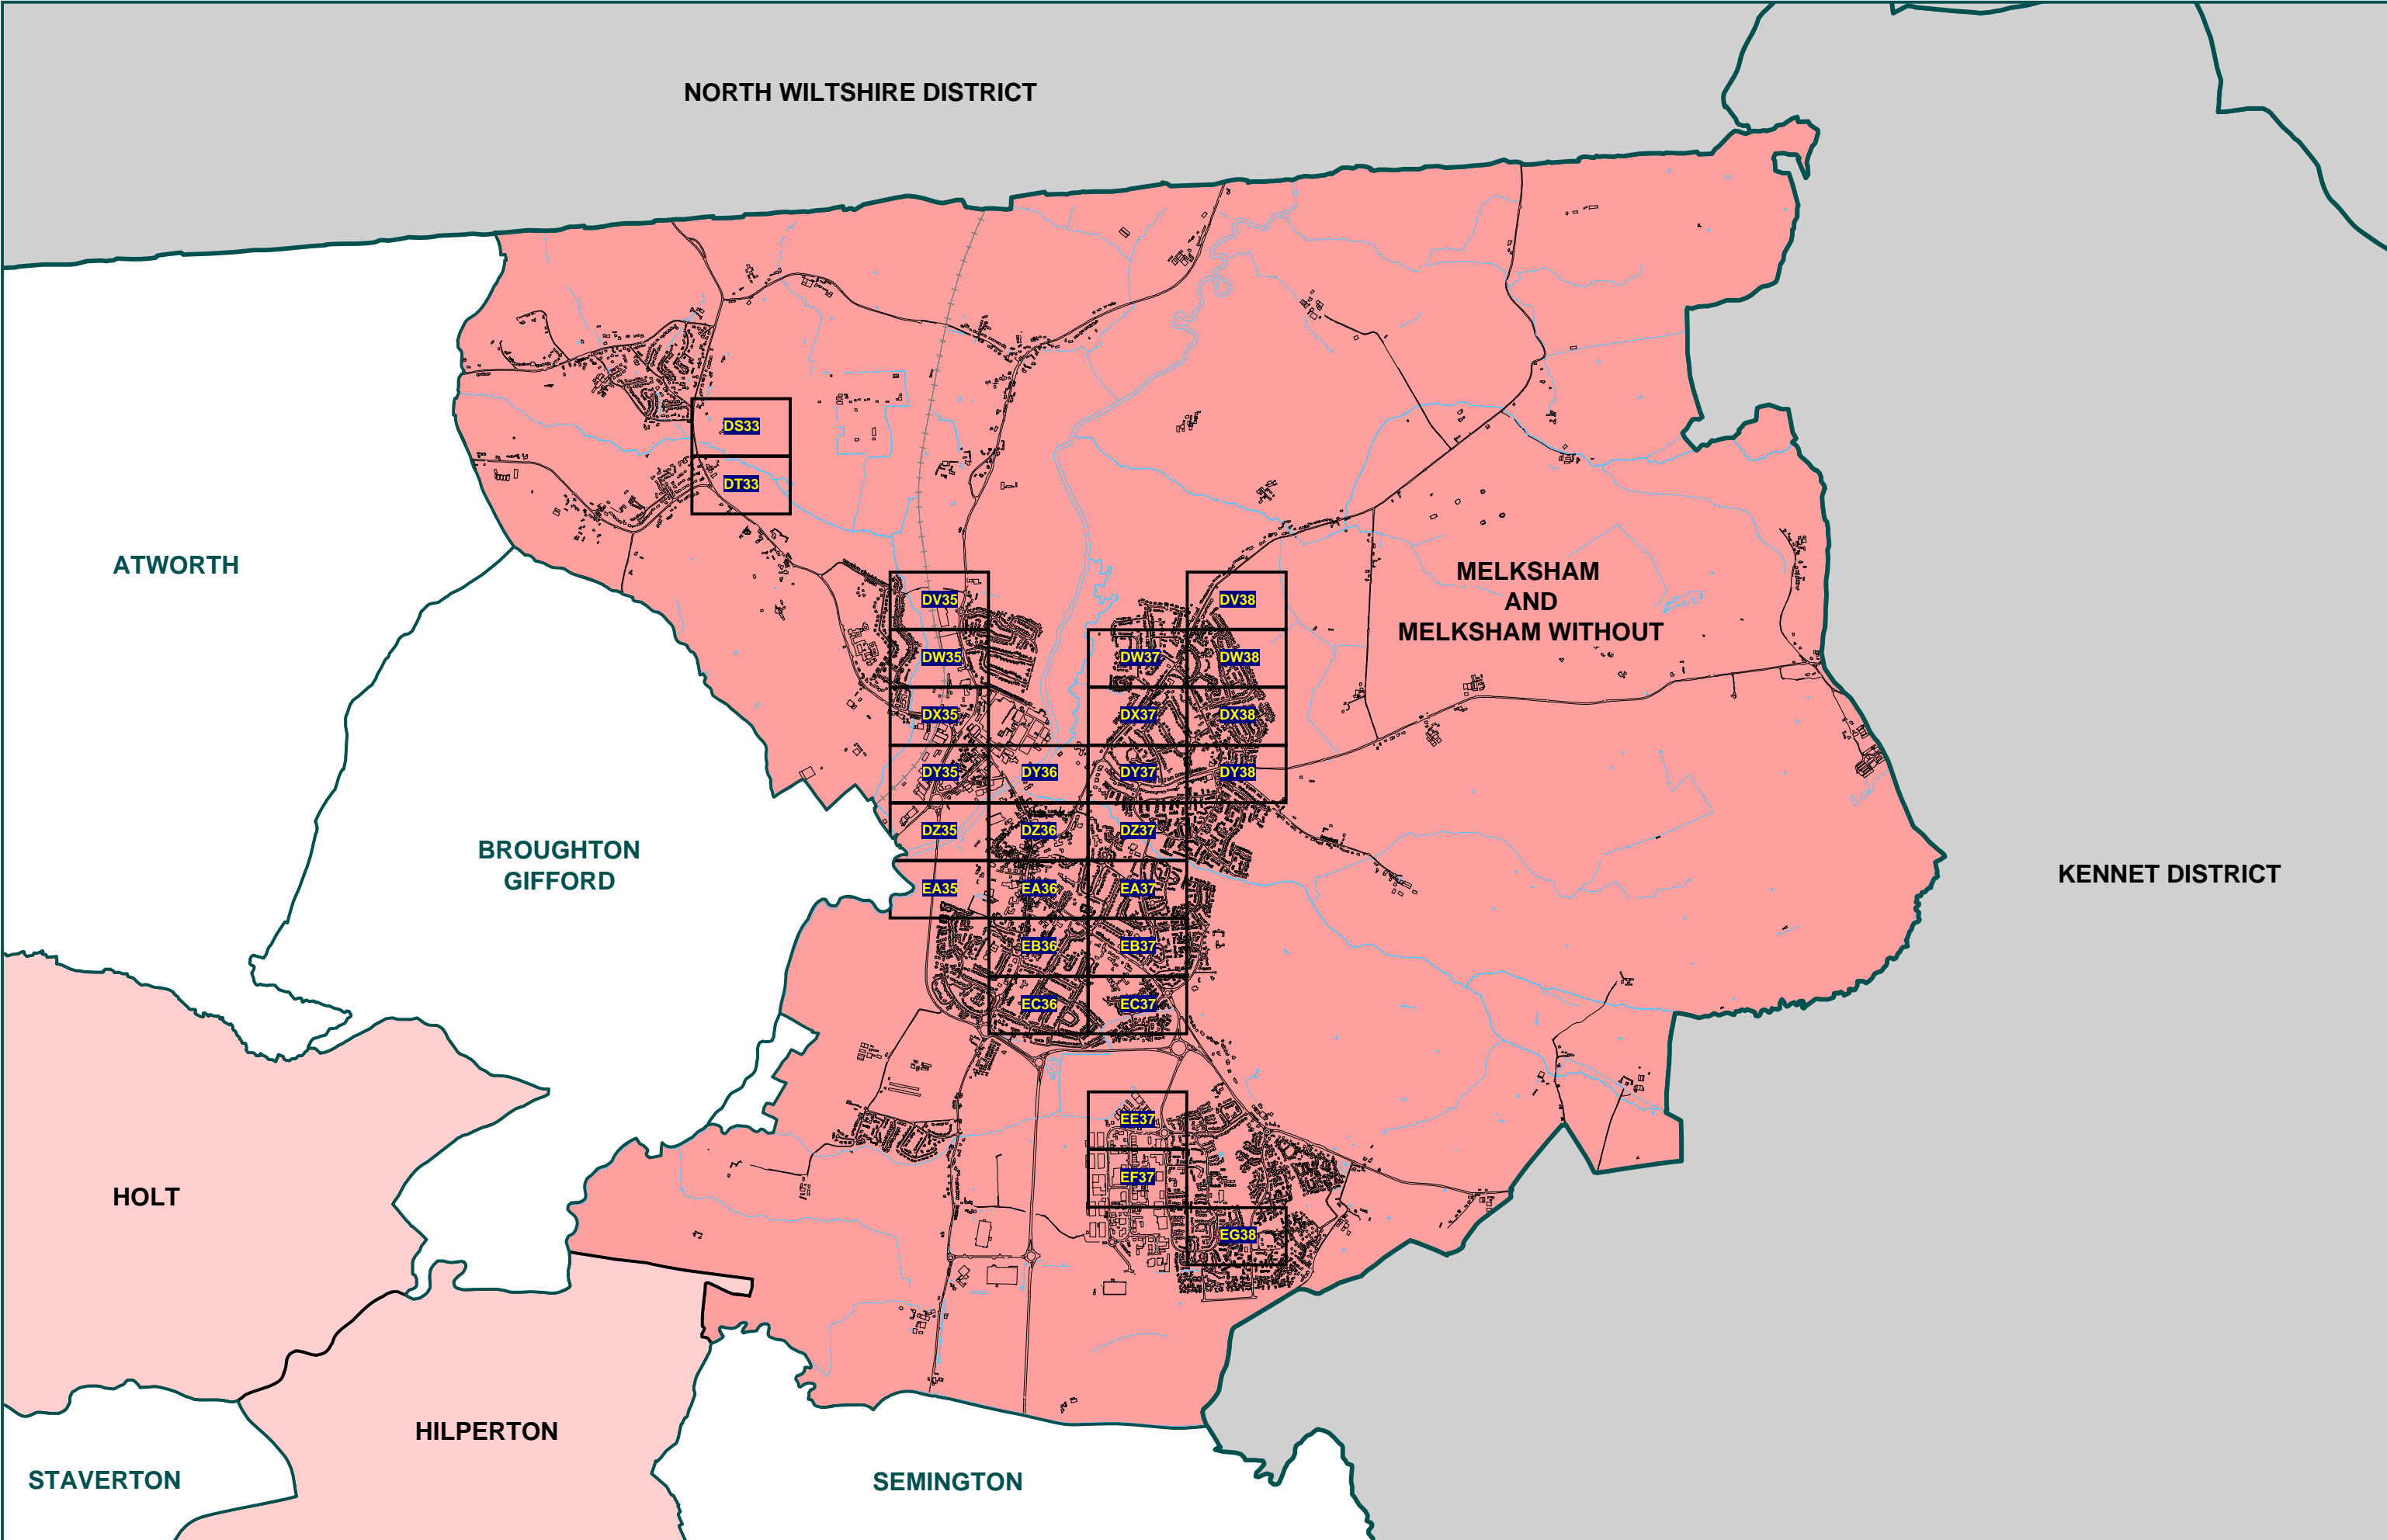 NORTH WILTSHIRE DISTRICT
DS33
DT33
ATWORTH
MELKSHAM
AND
MELKSHAM WITHOUT
DV35
DV38
DW35
DW37
DW38
DX35
DX37
DX38
DY35
DY36
DY37
DY38
DZ35
DZ36
DZ37
BROUGHTON
GIFFORD
KENNET DISTRICT
EA35
EA36
EA37
EB36
EB37
EC36
EC37
EE37
EF37
HOLT
EG38
HILPERTON
STAVERTON
SEMINGTON